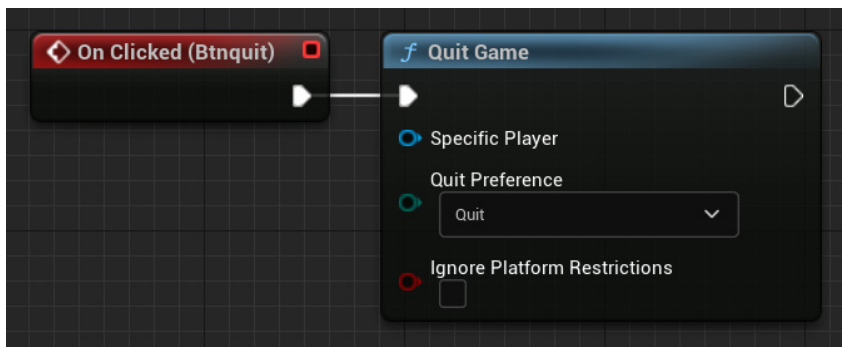 On Clicked (Btnquit)
f Quit Game
Specific Player
Quit Preference
Quit
Ignore Platform Restrictions